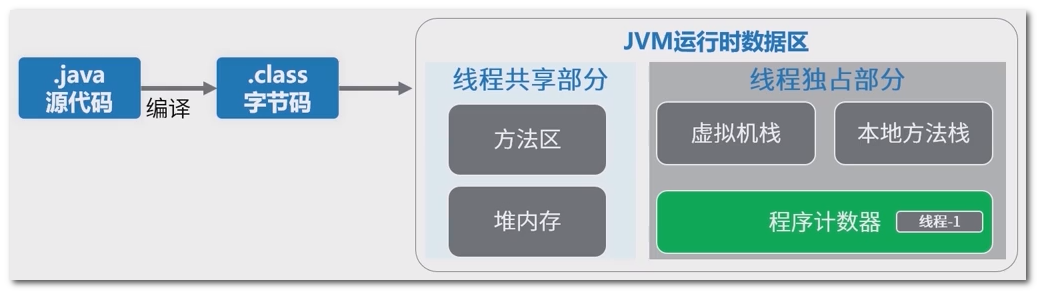 .java
源代码
编译
.class
字节码
JVM运行时数据区
线程共享部分
方法区
堆内存
线程独占部分
虚拟机栈
本地方法栈
程序计数器
线程-1